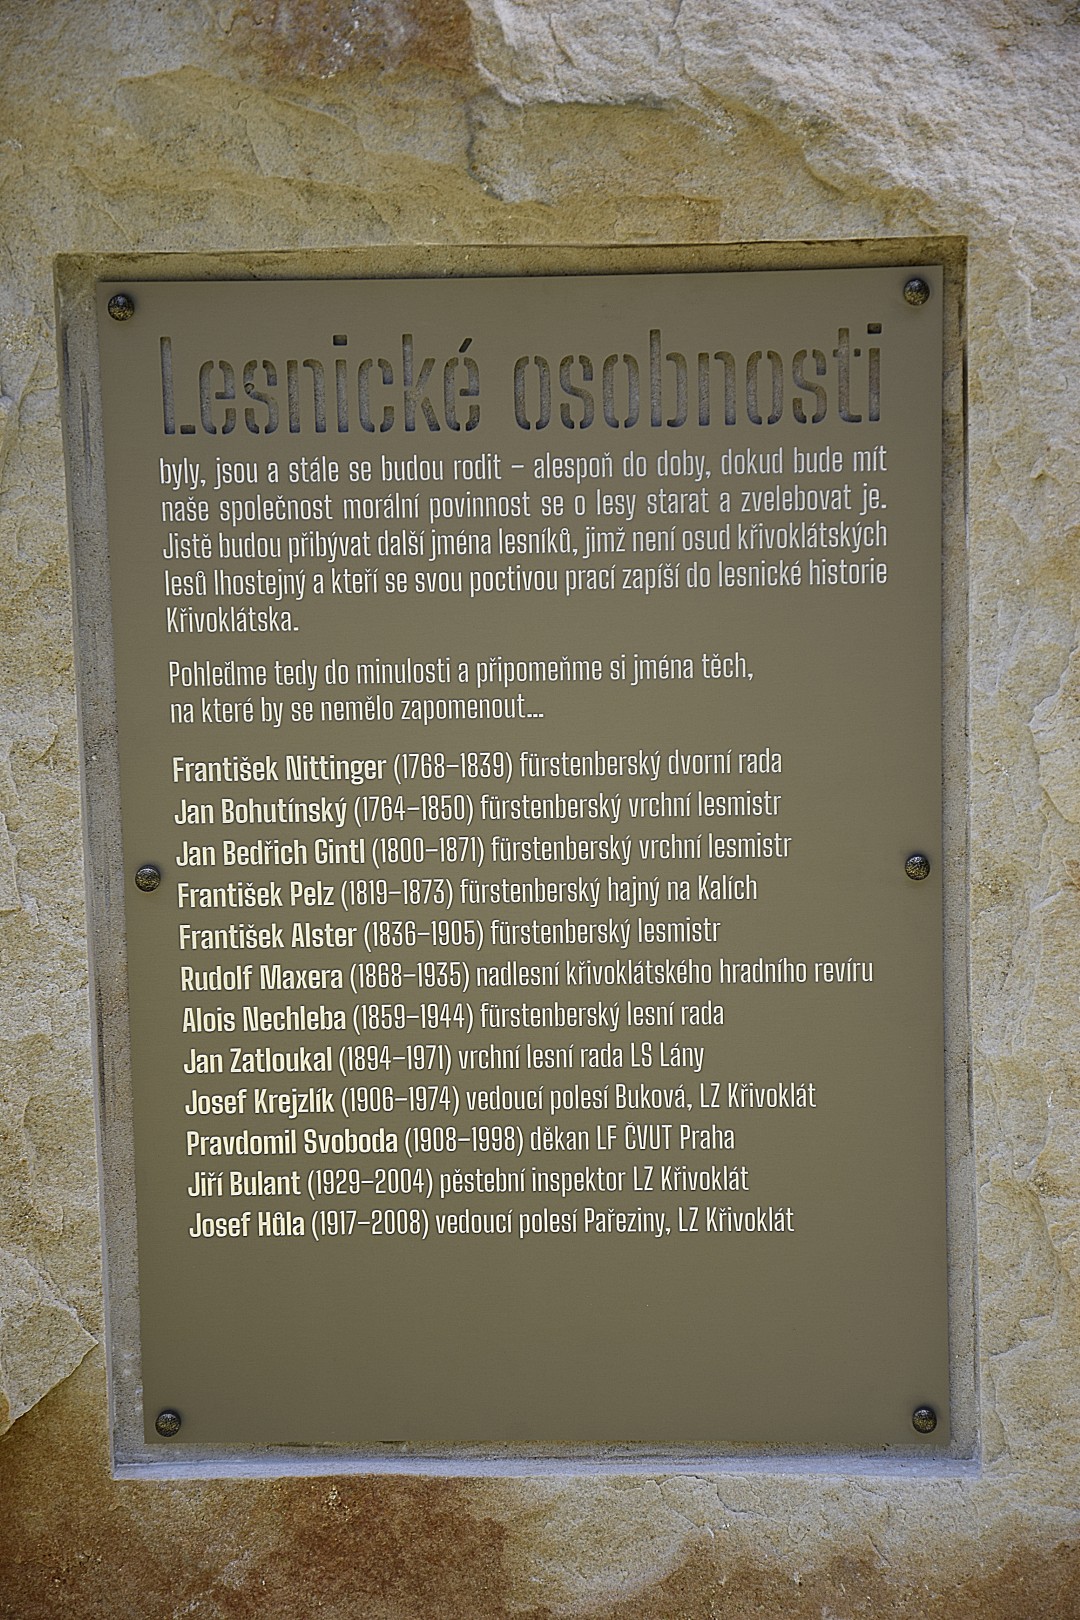 Lesnické osobnosti
byly, jsou a stále se budou rodit – alespoň do doby, dokud bude mít
naše společnost morální povinnost se o lesy starat a zvelebovat je.
Jistě budou přibývat další jména lesníků, jimž není osud křivoklátských
lesů lhostejný a kteří se svou poctivou prací zapíší do lesnické historie
Křivoklátska.
Pohleďme tedy do minulosti a připomeňme si jména těch,
na které by se nemělo zapomenout...
František Nittinger (1768–1839) fürstenberský dvorní rada
Jan Bohutínský (1764–1850) fürstenberský vrchní lesmistr
Jan Bedřich Gintl (1800–1871) fürstenberský vrchní lesmistr
František Pelz (1819–1873) fürstenberský hajný na Kalích
František Alster (1836–1905) fürstenberský lesmistr
Rudolf Maxera (1868–1935) nadlesní křivoklátského hradního revíru
Alois Nechleba (1859–1944) fürstenberský lesní rada
Jan Zatloukal (1894–1971) vrchní lesní rada LS Lány
Josef Krejzlík (1906–1974) vedoucí polesí Buková, LZ Křivoklát
Pravdomil Svoboda (1908–1998) děkan LF ČVUT Praha
Jiří Bulant (1929–2004) pěstební inspektor LZ Křivoklát
Josef Hůla (1917–2008) vedoucí polesí Pařeziny, LZ Křivoklát